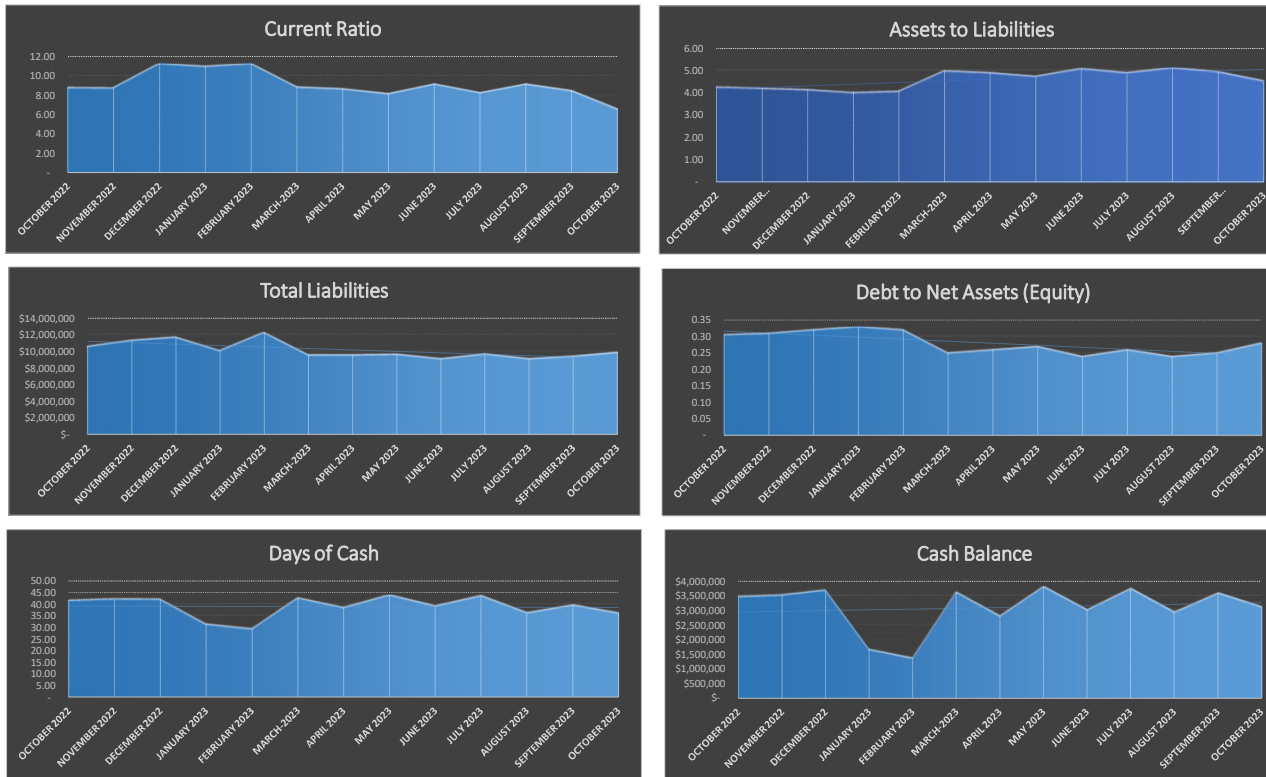 Current Ratio
12.00
10.00
8.00
6.00
4.00
2.00
-
OCTOBER 2022
NOVEMBER 2022
DECEMBER 2022
JANUARY 2023
FEBRUARY 2023
MARCH-2023
APRIL 2023
MAY 2023
JUNE 2023
JULY 2023
AUGUST 2023
SEPTEMBER 2023
OCTOBER 2023
Assets to Liabilities
6.00
5.00
4.00
3.00
2.00
1.00
-
OCTOBER 2022
NOVEMBER...
DECEMBER 2022
JANUARY 2023
FEBRUARY 2023
MARCH-2023
APRIL 2023
MAY 2023
JUNE 2023
JULY 2023
AUGUST 2023
SEPTEMBER...
OCTOBER 2023
Total Liabilities
$14,000,000
$12,000,000
$10,000,000
$8,000,000
$6,000,000
$4,000,000
$2,000,000
$-
OCTOBER 2022
NOVEMBER 2022
DECEMBER 2022
JANUARY 2023
FEBRUARY 2023
MARCH-2023
APRIL 2023
MAY 2023
JUNE 2023
JULY 2023
AUGUST 2023
SEPTEMBER 2023
OCTOBER 2023
Debt to Net Assets (Equity)
0.35
0.30
0.25
0.20
0.15
0.10
0.05
-
OCTOBER 2022
NOVEMBER 2022
DECEMBER 2022
JANUARY 2023
FEBRUARY 2023
MARCH-2023
APRIL 2023
MAY 2023
JUNE 2023
JULY 2023
AUGUST 2023
SEPTEMBER 2023
OCTOBER 2023
Days of Cash
50.00
45.00
40.00
35.00
30.00
25.00
20.00
15.00
10.00
5.00
-
OCTOBER 2022
NOVEMBER 2022
DECEMBER 2022
JANUARY 2023
FEBRUARY 2023
MARCH-2023
APRIL 2023
MAY 2023
JUNE 2023
JULY 2023
AUGUST 2023
SEPTEMBER 2023
OCTOBER 2023
Cash Balance
$4,000,000
$3,500,000
$3,000,000
$2,500,000
$2,000,000
$1,500,000
$1,000,000
$500,000
$-
OCTOBER 2022
NOVEMBER 2022
DECEMBER 2022
JANUARY 2023
FEBRUARY 2023
MARCH-2023
APRIL 2023
MAY 2023
JUNE 2023
JULY 2023
AUGUST 2023
SEPTEMBER 2023
OCTOBER 2023